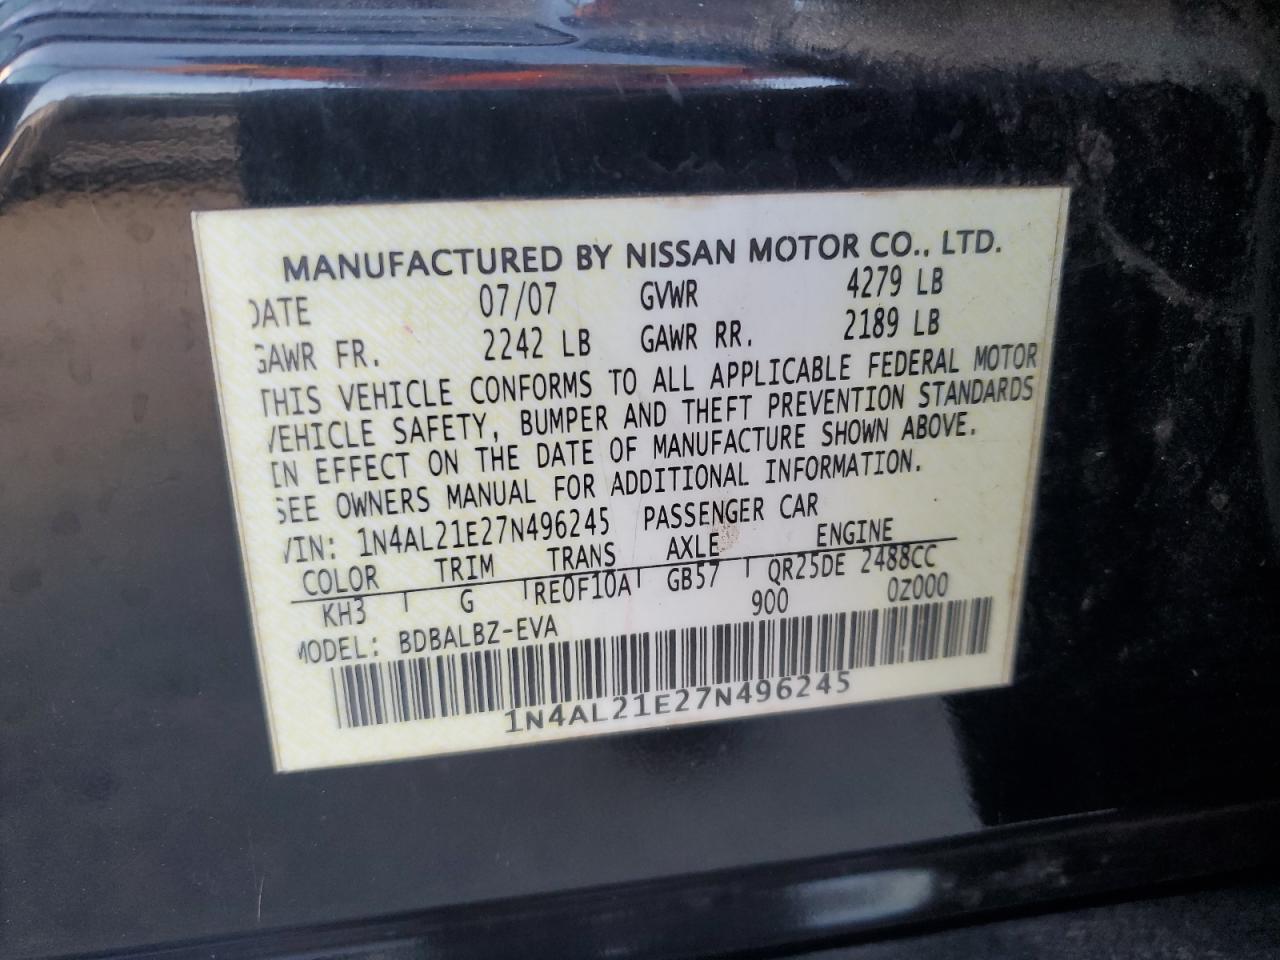 MANUFACTURED BY NISSAN MOTOR CO., LTD.
DATE 07/07 GVWR 4279 LB
GAWR FR. 2242 LB GAWR RR. 2189 LB
THIS VEHICLE CONFORMS TO ALL APPLICABLE FEDERAL MOTOR
VEHICLE SAFETY, BUMPER AND THEFT PREVENTION STANDARDS
IN EFFECT ON THE DATE OF MANUFACTURE SHOWN ABOVE.
SEE OWNERS MANUAL FOR ADDITIONAL INFORMATION.
VIN: 1N4AL21E27N496245 PASSENGER CAR
COLOR TRIM TRANS AXLE ENGINE
KH3 G RE0F10A GB57 QR25DE 2488CC
MODEL: BDBALBZ-EVA 900 0Z000
1N4AL21E27N496245